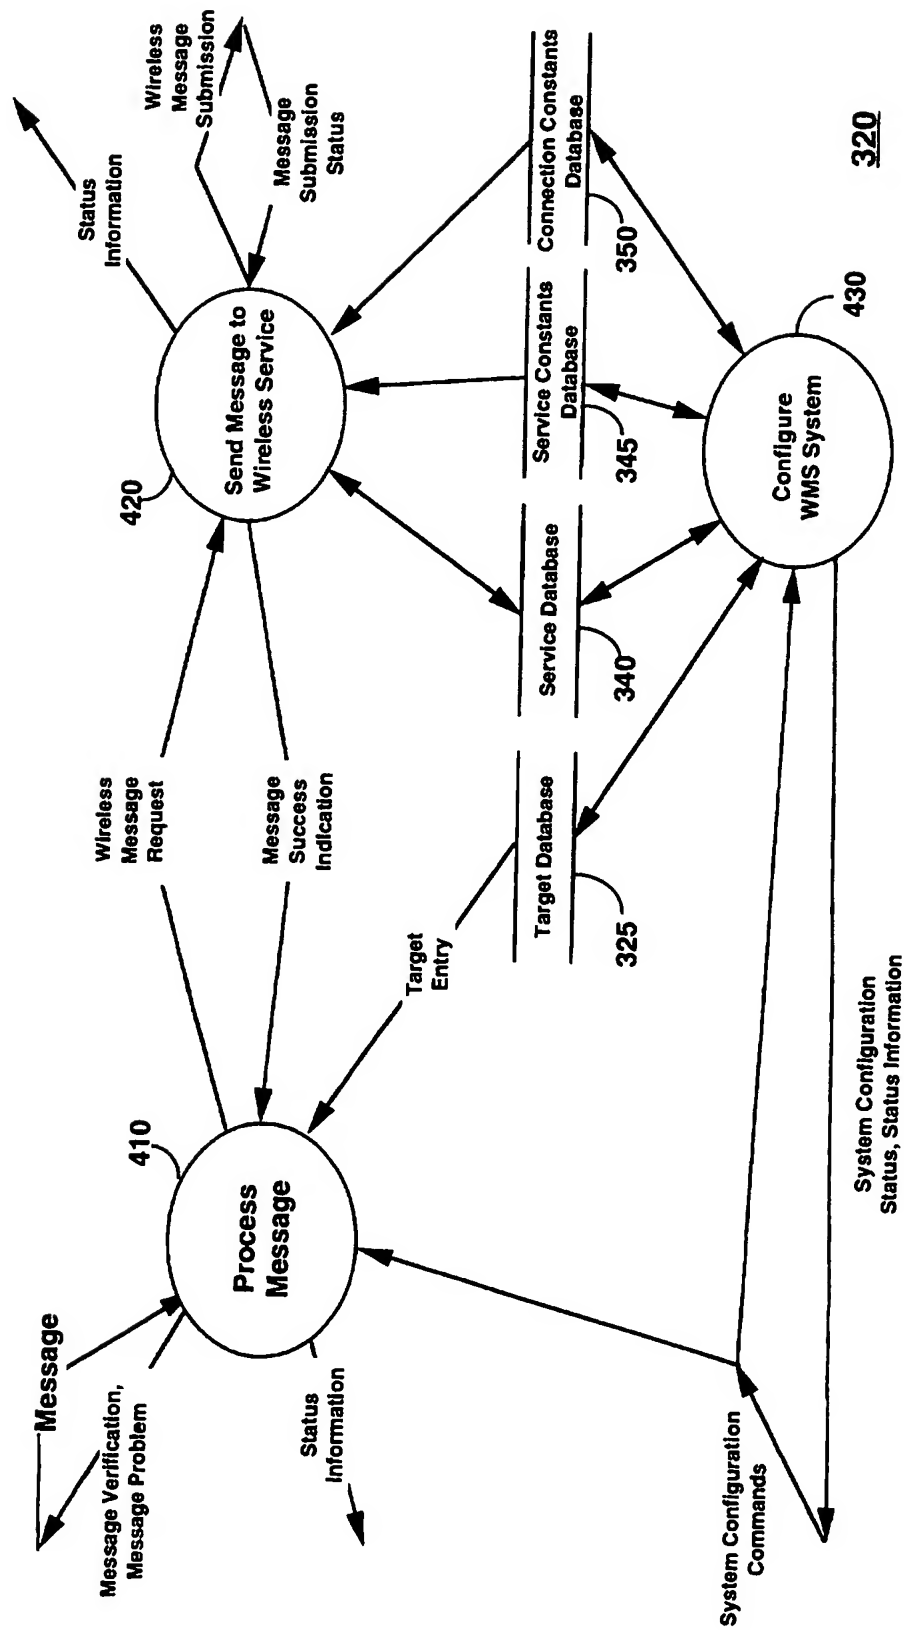 Message
Message Verification,
Message Problem
410
Process
Message
Status
Information
Wireless
Message
Request
Message
Success
Indication
420
Send Message to
Wireless Service
Status
Information
Wireless
Message
Submission
Message
Submission
Status
Target
Entry
Target Database
325
Service Database
340
Service Constants
Database
345
Connection Constants
Database
350
System Configuration
Commands
Configure
WMS System
430
System Configuration
Status, Status Information
320